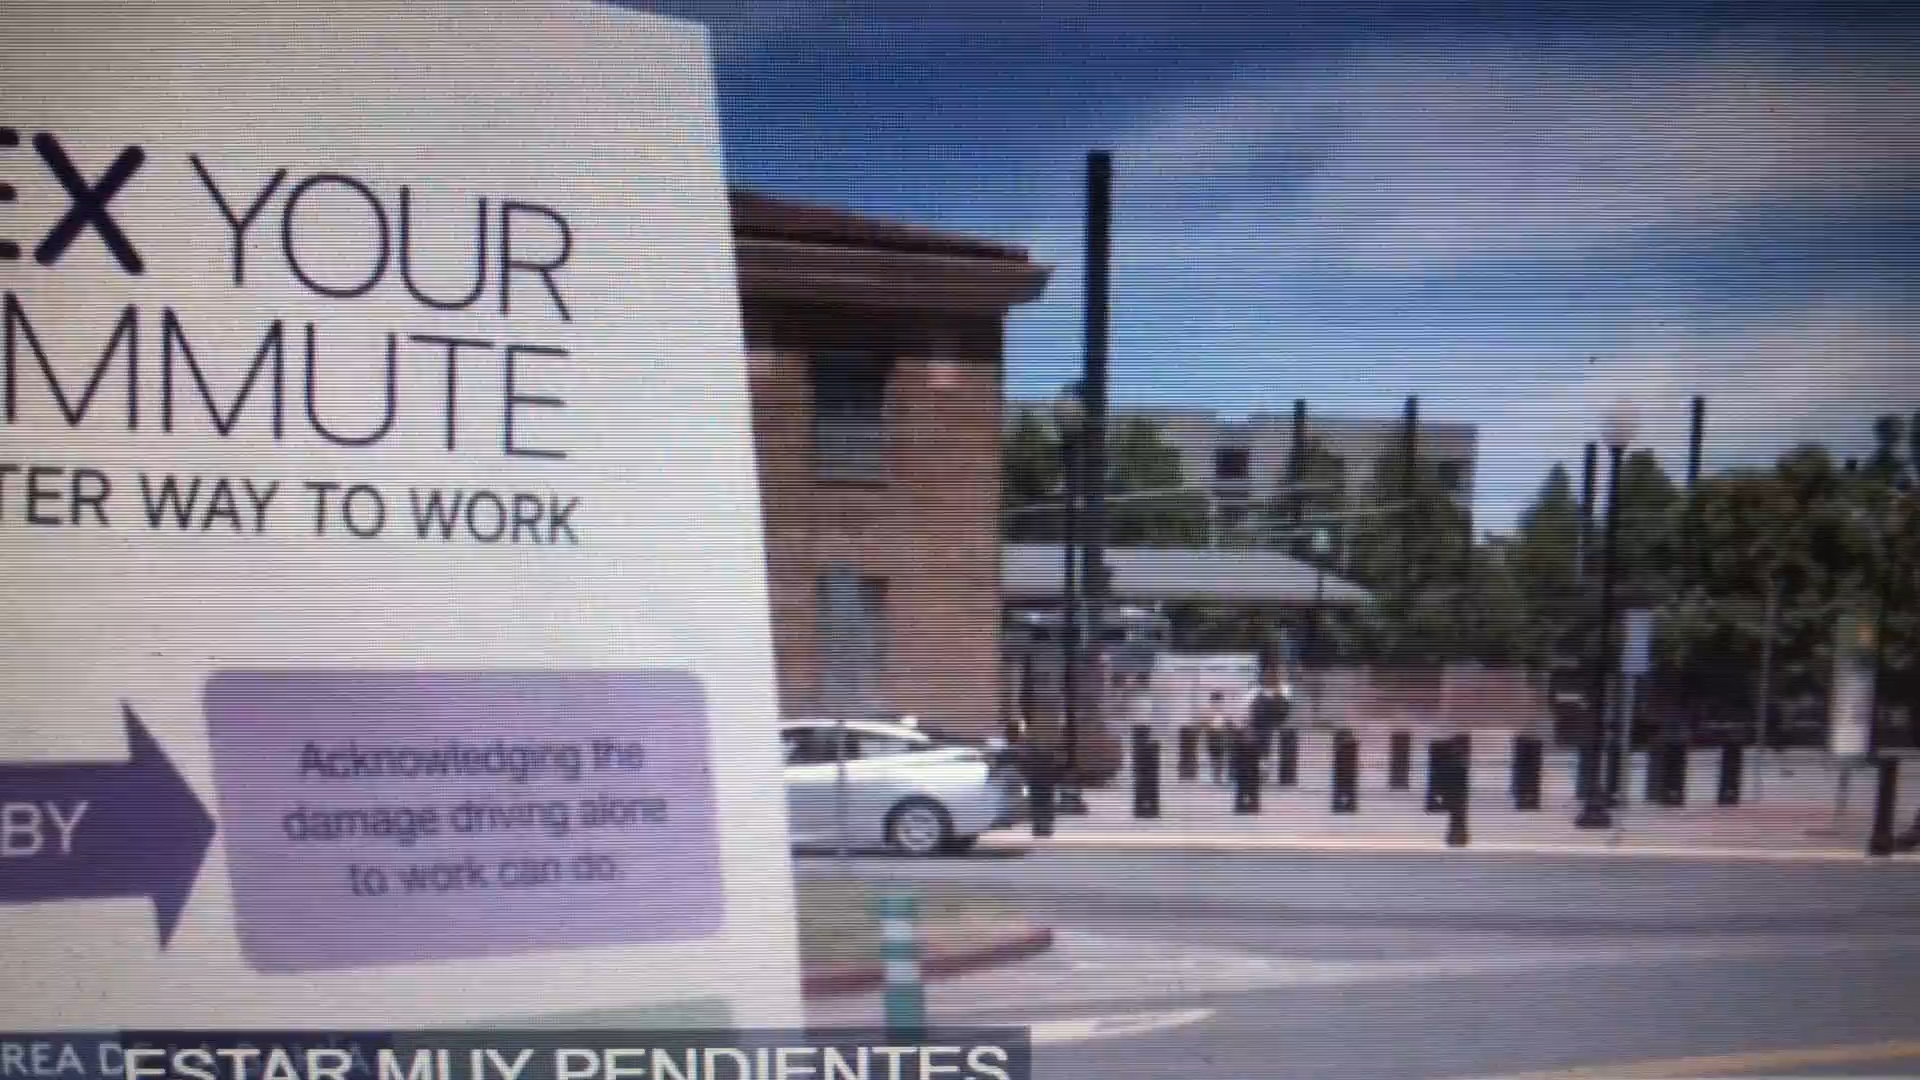 EX YOUR
MMUTE
TER WAY TO WORK
BY
Acknowledging the
damage driving alone
to work can do.
REA D
ESTAR MUY PENDIENTES